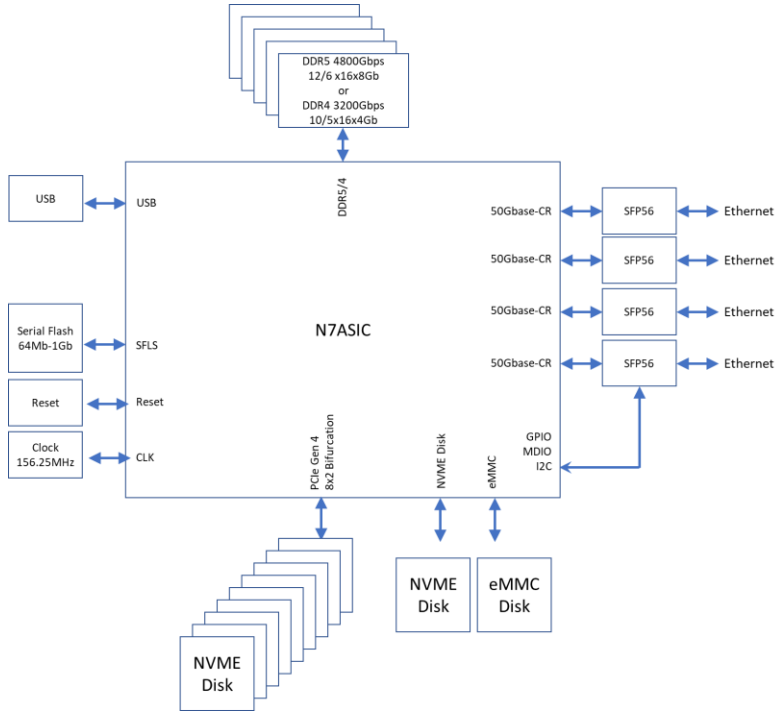 DDR5 4800Gbps
12/6 x16x8Gb
or
DDR4 3200Gbps
10/5x16x4Gb
DDR5/4
USB
USB
Serial Flash
64Mb-1Gb
SFLS
Reset
Reset
Clock
156.25MHz
CLK
N7ASIC
50Gbase-CR
SFP56
Ethernet
50Gbase-CR
SFP56
Ethernet
50Gbase-CR
SFP56
Ethernet
50Gbase-CR
SFP56
Ethernet
GPIO
MDIO
I2C
PCIe Gen 4
8x2 Bifurcation
NVME Disk
eMMC
NVME
Disk
eMMC
Disk
NVME
Disk